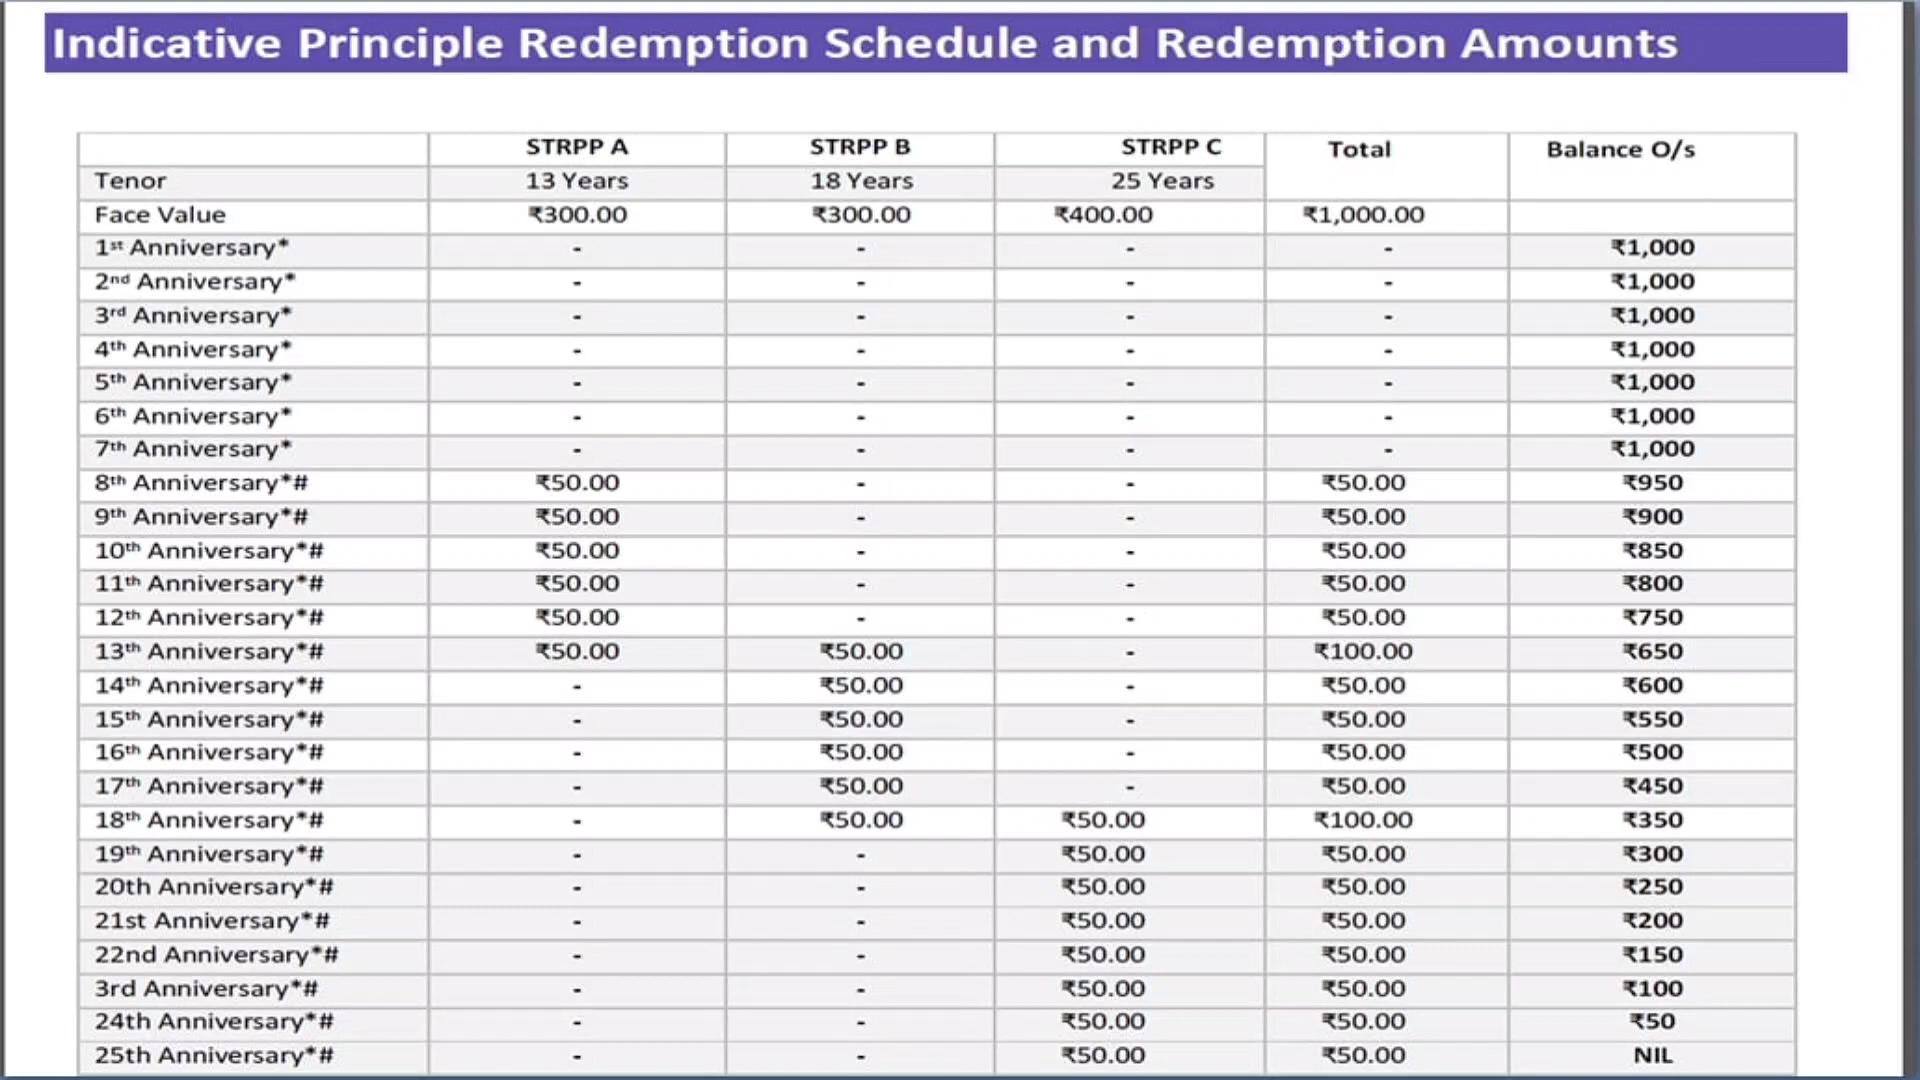 Indicative Principle Redemption Schedule and Redemption Amounts
STRPP A STRPP B STRPP C Total Balance O/s
Tenor 13 Years 18 Years 25 Years
Face Value ₹300.00 ₹300.00 ₹400.00 ₹1,000.00
1st Anniversary* - - - - ₹1,000
2nd Anniversary* - - - - ₹1,000
3rd Anniversary* - - - - ₹1,000
4th Anniversary* - - - - ₹1,000
5th Anniversary* - - - - ₹1,000
6th Anniversary* - - - - ₹1,000
7th Anniversary* - - - - ₹1,000
8th Anniversary*# ₹50.00 - - ₹50.00 ₹950
9th Anniversary*# ₹50.00 - - ₹50.00 ₹900
10th Anniversary*# ₹50.00 - - ₹50.00 ₹850
11th Anniversary*# ₹50.00 - - ₹50.00 ₹800
12th Anniversary*# ₹50.00 - - ₹50.00 ₹750
13th Anniversary*# ₹50.00 ₹50.00 - ₹100.00 ₹650
14th Anniversary*# - ₹50.00 - ₹50.00 ₹600
15th Anniversary*# - ₹50.00 - ₹50.00 ₹550
16th Anniversary*# - ₹50.00 - ₹50.00 ₹500
17th Anniversary*# - ₹50.00 - ₹50.00 ₹450
18th Anniversary*# - ₹50.00 ₹50.00 ₹100.00 ₹350
19th Anniversary*# - - ₹50.00 ₹50.00 ₹300
20th Anniversary*# - - ₹50.00 ₹50.00 ₹250
21st Anniversary*# - - ₹50.00 ₹50.00 ₹200
22nd Anniversary*# - - ₹50.00 ₹50.00 ₹150
3rd Anniversary*# - - ₹50.00 ₹50.00 ₹100
24th Anniversary*# - - ₹50.00 ₹50.00 ₹50
25th Anniversary*# - - ₹50.00 ₹50.00 NIL